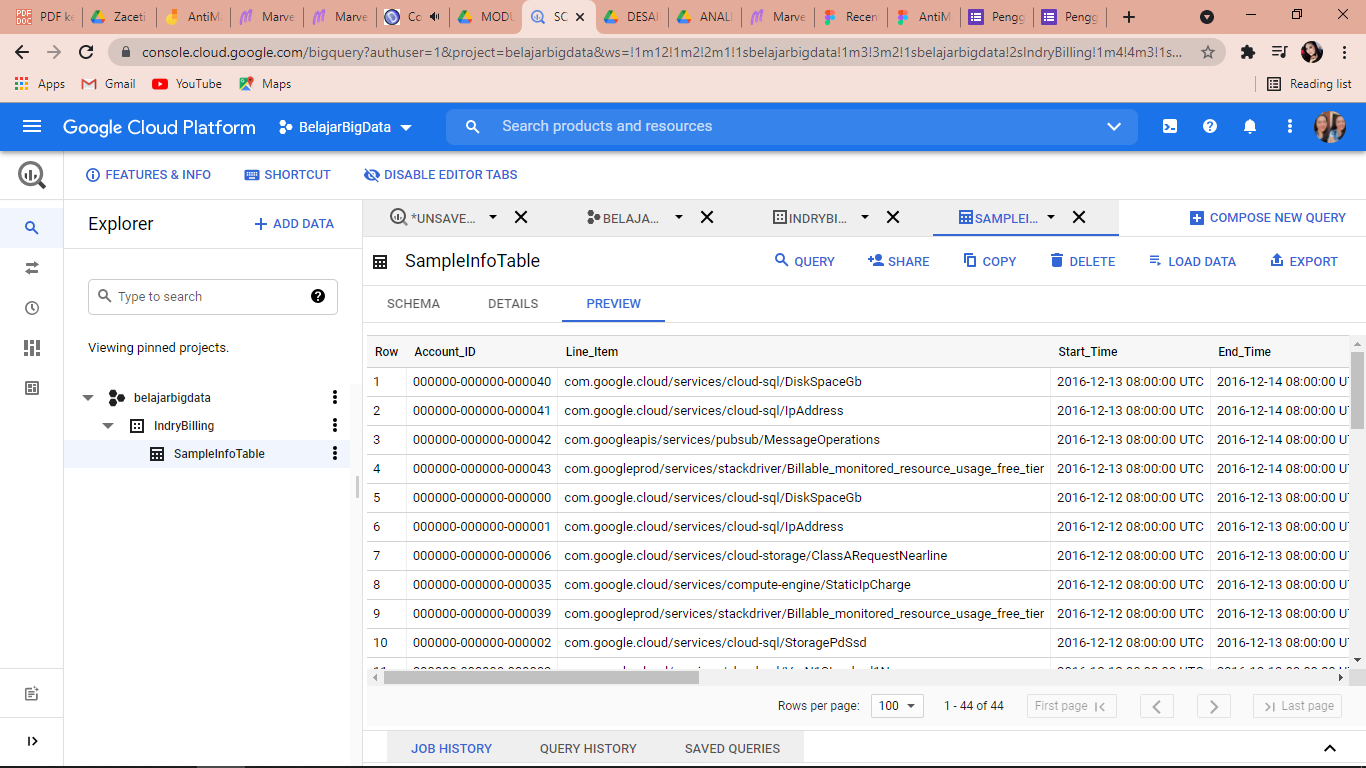 PDF ke
Zaceti
AntiMa
Marve
Marve
Co
MODU
SC
DESAI
ANALI
Marve
Recen
AntiM
Pengg
Pengg
console.cloud.google.com/bigquery?authuser=1&project=belajarbigdata&ws=!1m12!1m2!2m1!1sbelajarbigdata!1m3!3m2!1sbelajarbigdata!2sIndryBilling!1m4!4m3!1s...
Apps Gmail YouTube Maps Reading list
Google Cloud Platform BelajarBigData Search products and resources
FEATURES & INFO SHORTCUT DISABLE EDITOR TABS
Explorer + ADD DATA
Type to search
Viewing pinned projects.
belajarbigdata
IndryBilling
SampleInfoTable
*UNSAVE... BELAJA... INDRYBI... SAMPLEI... COMPOSE NEW QUERY
SampleInfoTable QUERY SHARE COPY DELETE LOAD DATA EXPORT
SCHEMA DETAILS PREVIEW
Row Account_ID Line_Item Start_Time End_Time
1 000000-000000-000040 com.google.cloud/services/cloud-sql/DiskSpaceGb 2016-12-13 08:00:00 UTC 2016-12-14 08:00:00 U
2 000000-000000-000041 com.google.cloud/services/cloud-sql/IpAddress 2016-12-13 08:00:00 UTC 2016-12-14 08:00:00 U
3 000000-000000-000042 com.googleapis/services/pubsub/MessageOperations 2016-12-13 08:00:00 UTC 2016-12-14 08:00:00 U
4 000000-000000-000043 com.googleprod/services/stackdriver/Billable_monitored_resource_usage_free_tier 2016-12-13 08:00:00 UTC 2016-12-14 08:00:00 U
5 000000-000000-000000 com.google.cloud/services/cloud-sql/DiskSpaceGb 2016-12-12 08:00:00 UTC 2016-12-13 08:00:00 U
6 000000-000000-000001 com.google.cloud/services/cloud-sql/IpAddress 2016-12-12 08:00:00 UTC 2016-12-13 08:00:00 U
7 000000-000000-000006 com.google.cloud/services/cloud-storage/ClassARequestNearline 2016-12-12 08:00:00 UTC 2016-12-13 08:00:00 U
8 000000-000000-000035 com.google.cloud/services/compute-engine/StaticIpCharge 2016-12-12 08:00:00 UTC 2016-12-13 08:00:00 U
9 000000-000000-000039 com.googleprod/services/stackdriver/Billable_monitored_resource_usage_free_tier 2016-12-12 08:00:00 UTC 2016-12-13 08:00:00 U
10 000000-000000-000002 com.google.cloud/services/cloud-sql/StoragePdSsd 2016-12-12 08:00:00 UTC 2016-12-13 08:00:00 U
Rows per page: 100 1 - 44 of 44 First page Last page
JOB HISTORY QUERY HISTORY SAVED QUERIES